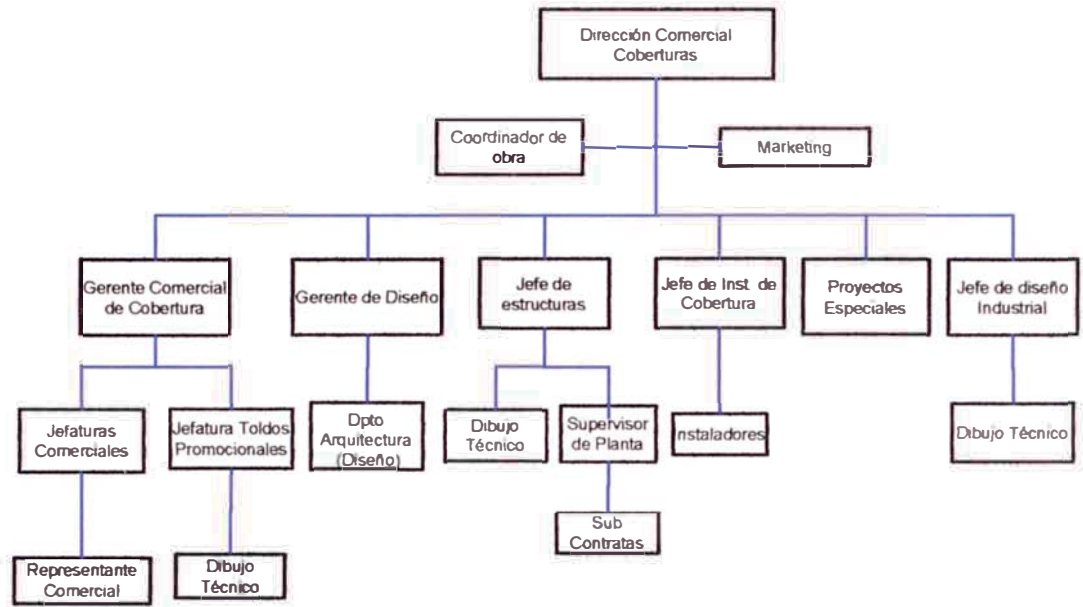 Dirección Comercial
Coberturas
Coordinador de
obra
Marketing
Gerente Comercial
de Cobertura
Gerente de Diseño
Jefe de
estructuras
Jefe de Inst. de
Cobertura
Proyectos
Especiales
Jefe de diseño
Industrial
Jefaturas
Comerciales
Jefatura Toldos
Promocionales
Dpto
Arquitectura
(Diseño)
Dibujo
Técnico
Supervisor
de Planta
nstaladores
Dibujo Técnico
Sub
Contratas
Representante
Comercial
Dibujo
Técnico